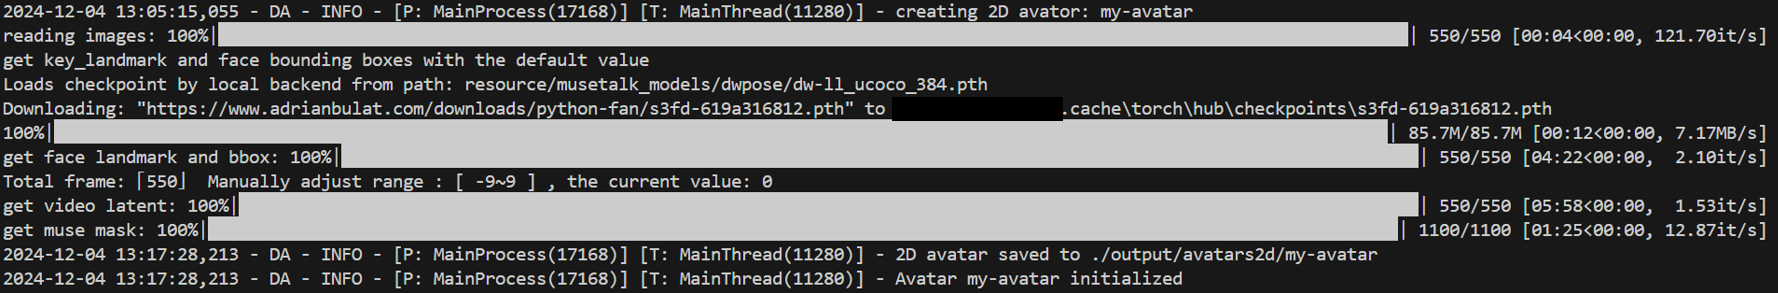 2024-12-04 13:05:15,055 - DA - INFO - [P: MainProcess(17168)] [T: MainThread(11280)] - creating 2D avator: my-avatar
reading images: 100%| | 550/550 [00:04<00:00, 121.70it/s]
get key_landmark and face bounding boxes with the default value
Loads checkpoint by local backend from path: resource/musetalk_models/dwpose/dw-ll_ucoco_384.pth
Downloading: "https://www.adrianbulat.com/downloads/python-fan/s3fd-619a316812.pth" to .cache\torch\hub\checkpoints\s3fd-619a316812.pth
100%| | 85.7M/85.7M [00:12<00:00, 7.17MB/s]
get face landmark and bbox: 100%| | 550/550 [04:22<00:00, 2.10it/s]
Total frame:「550」 Manually adjust range : [ -9~9 ] , the current value: 0
get video latent: 100%| | 550/550 [05:58<00:00, 1.53it/s]
get muse mask: 100%| | 1100/1100 [01:25<00:00, 12.87it/s]
2024-12-04 13:17:28,213 - DA - INFO - [P: MainProcess(17168)] [T: MainThread(11280)] - 2D avatar saved to ./output/avatars2d/my-avatar
2024-12-04 13:17:28,213 - DA - INFO - [P: MainProcess(17168)] [T: MainThread(11280)] - Avatar my-avatar initialized